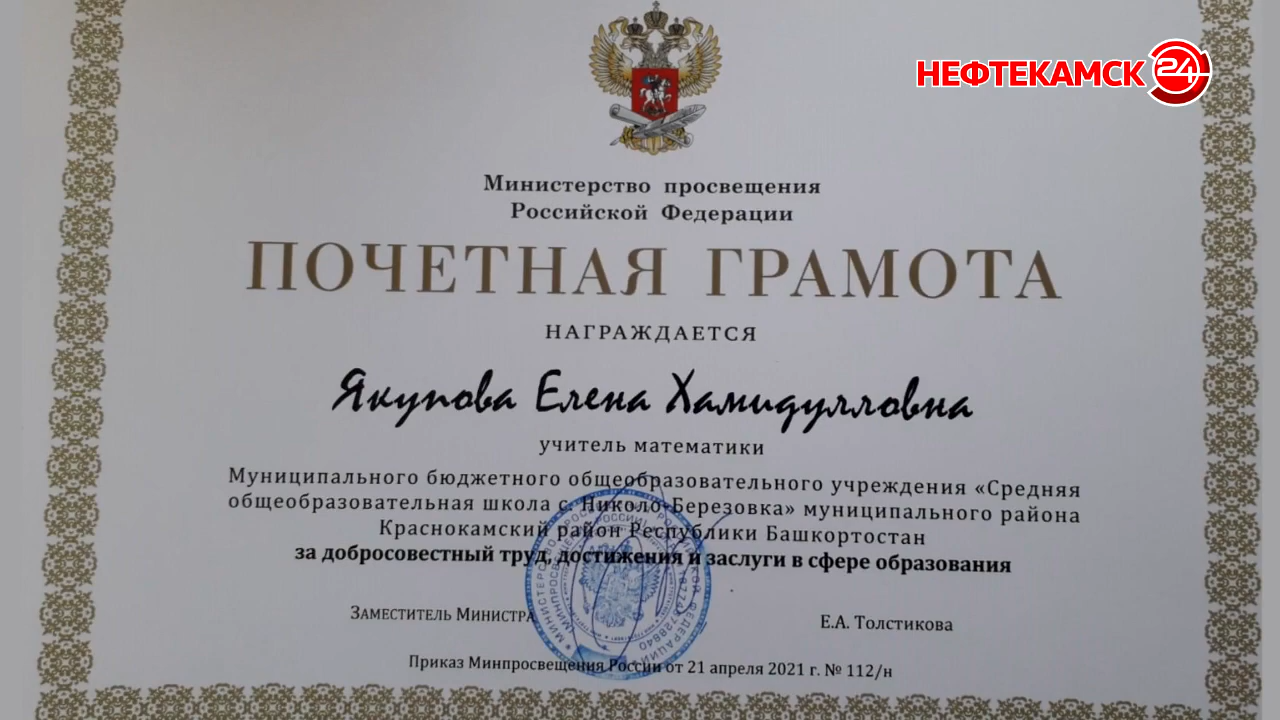 НЕФТЕКАМСК 24
Министерство просвещения
Российской Федерации
ПОЧЕТНАЯ ГРАМОТА
НАГРАЖДАЕТСЯ
Якупова Елена Хамидулловна
учитель математики
Муниципального бюджетного общеобразовательного учреждения «Средняя
общеобразовательная школа с. Николо-Березовка» муниципального района
Краснокамский район Республики Башкортостан
за добросовестный труд, достижения и заслуги в сфере образования
Заместитель Министра
Е.А. Толстикова
Приказ Минпросвещения России от 21 апреля 2021 г. № 112/н